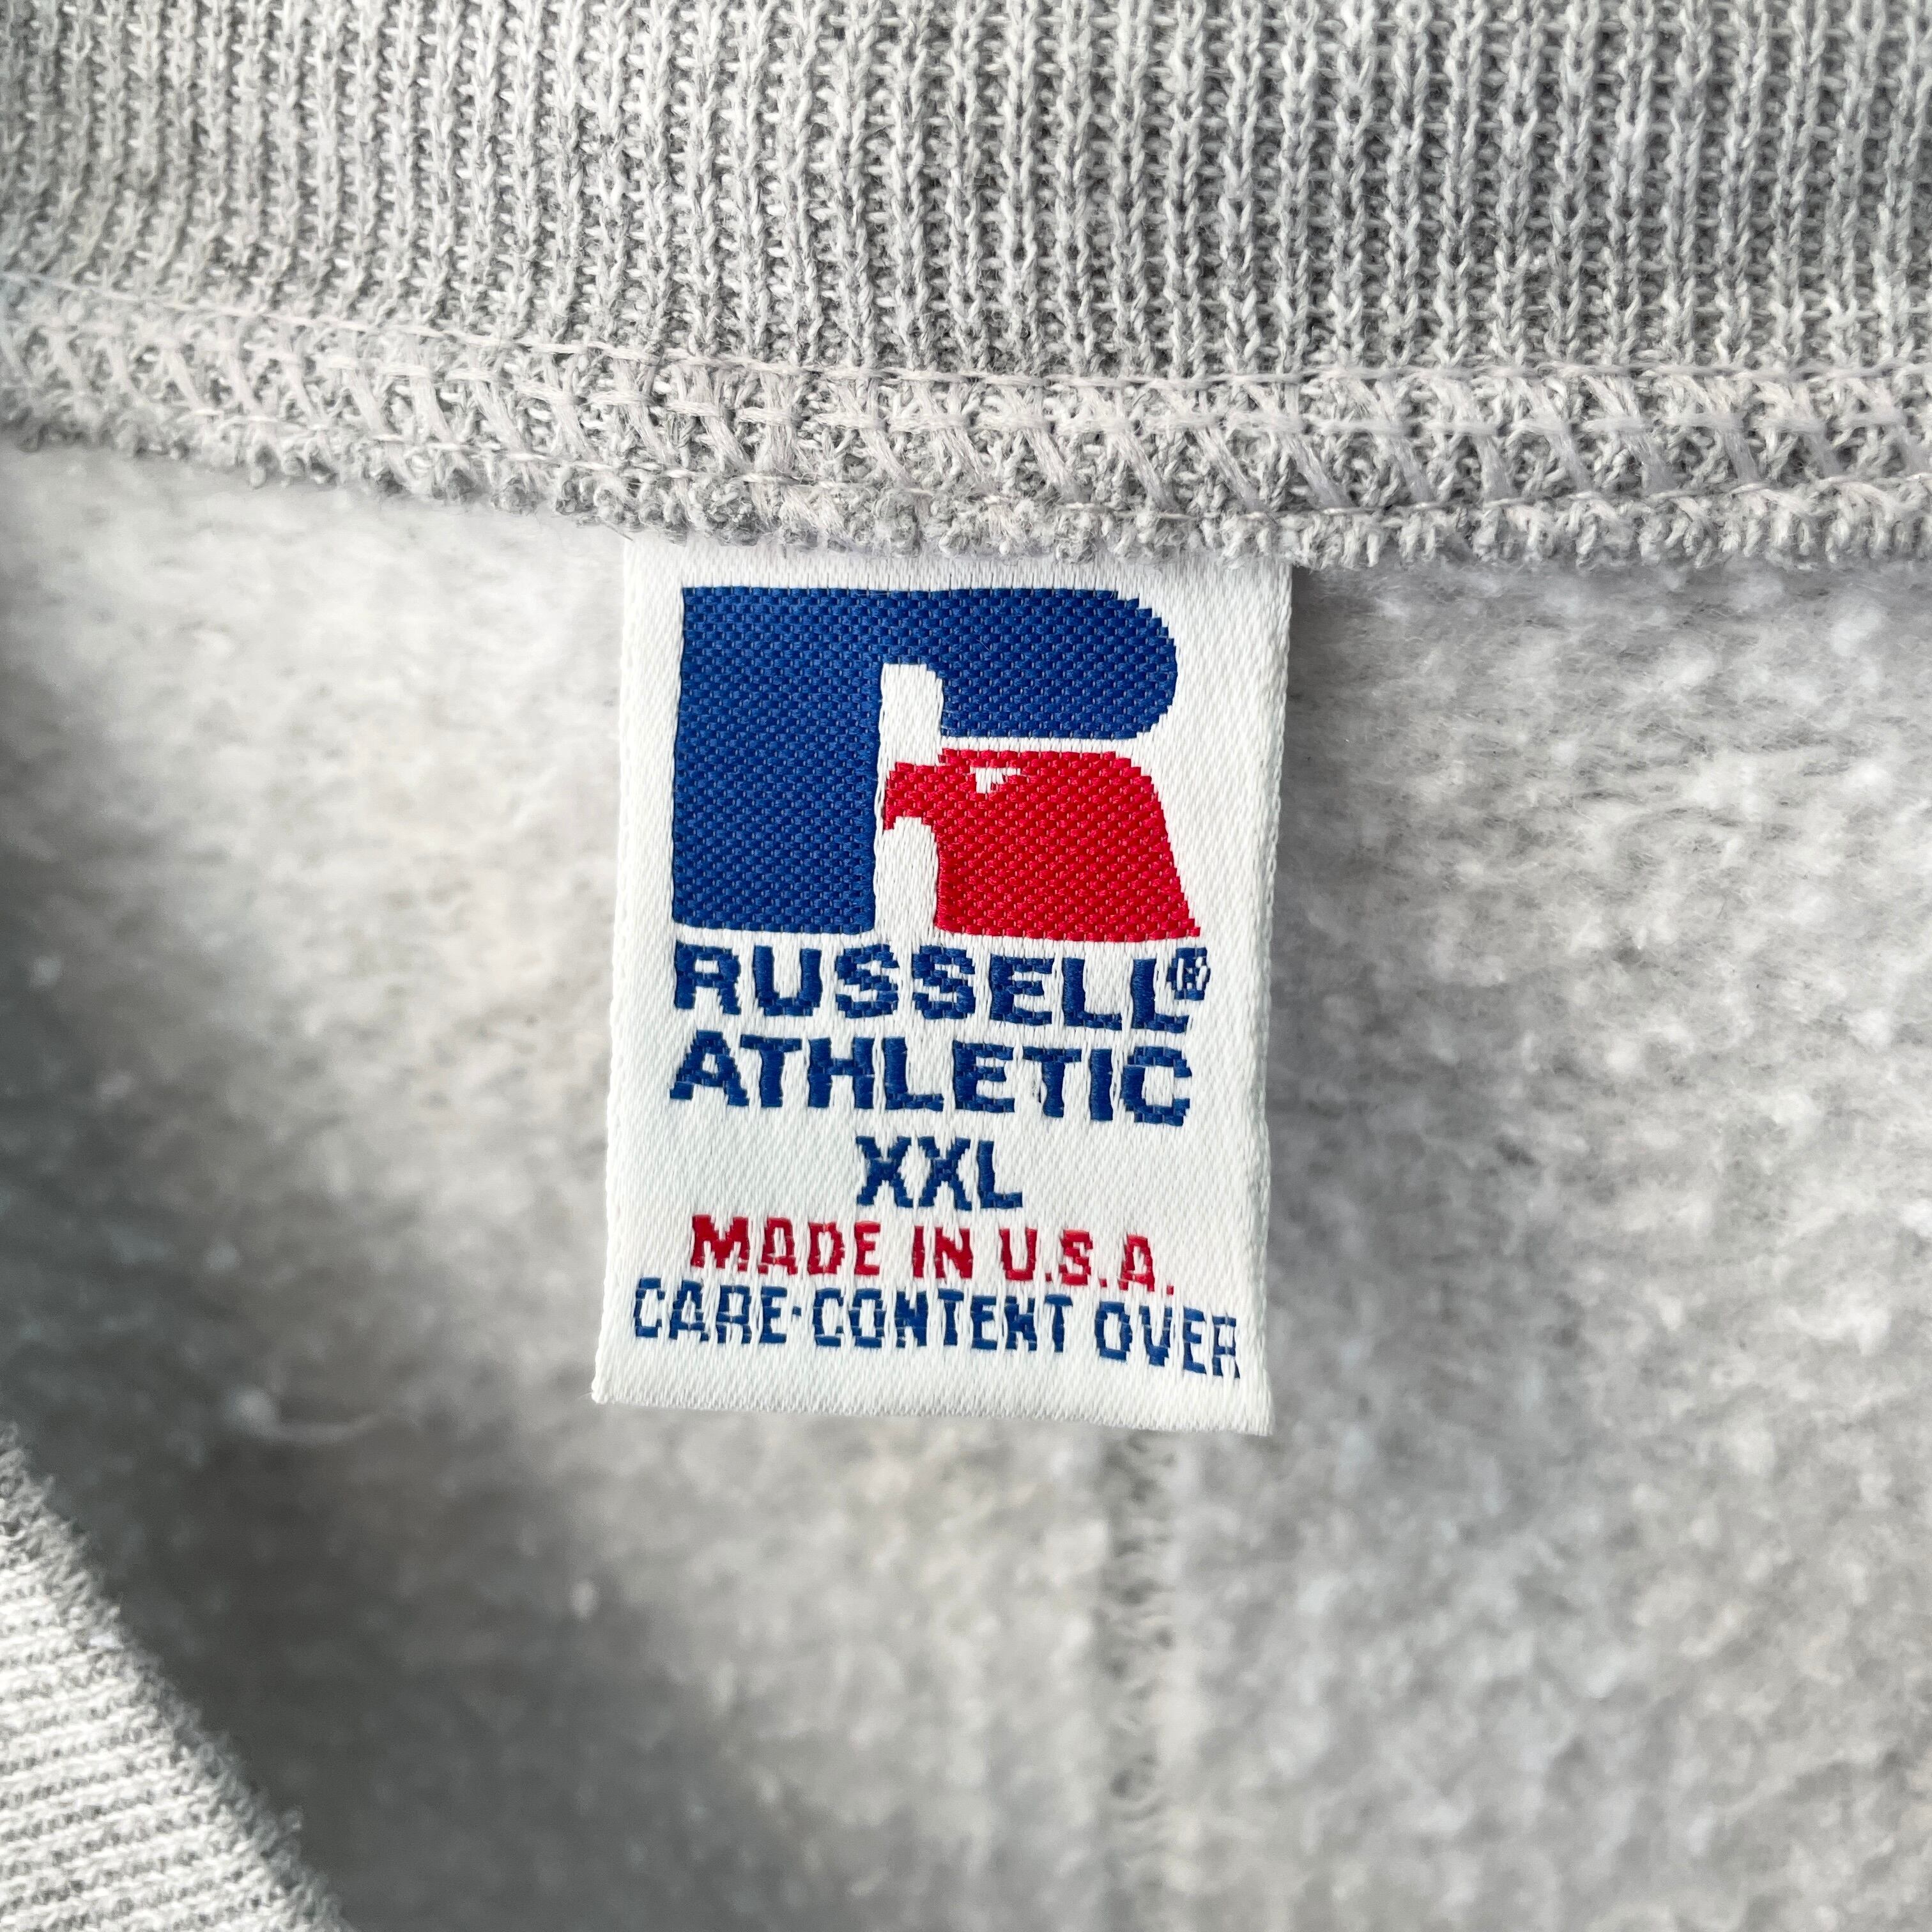 RUSSELL®
ATHLETIC
XXL
MADE IN U.S.A.
CARE·CONTENT OVER